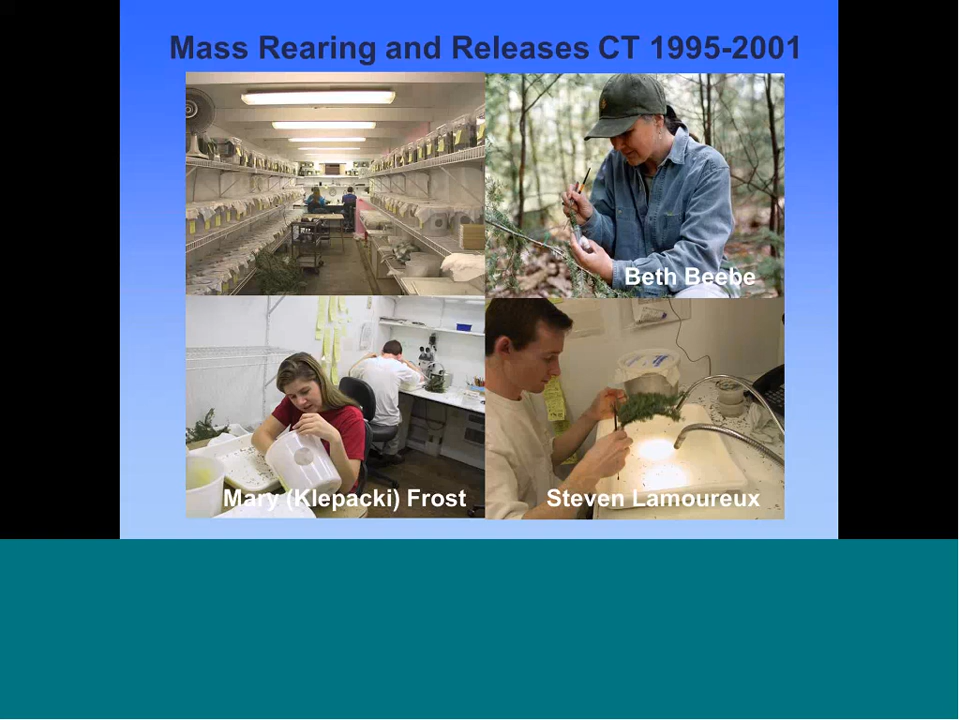 Mass Rearing and Releases CT 1995-2001
Beth Beebe
Mary (Klepacki) Frost
Steven Lamoureux